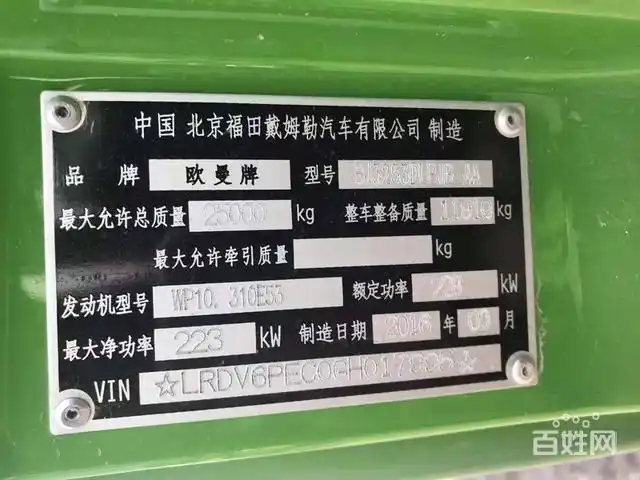 中国 北京福田戴姆勒汽车有限公司 制造
品牌 欧曼牌 型号
最大允许总质量 25000 kg 整车整备质量 kg
最大允许牵引质量 kg
发动机型号 WP10.310E53 额定功率 kW
最大净功率 223 kW 制造日期 2016 年 月
VIN
百姓网